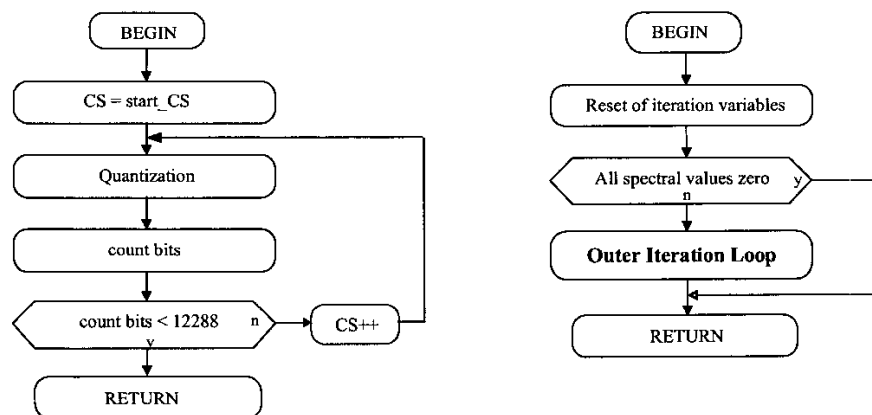 BEGIN
CS = start_CS
Quantization
count bits
count bits < 12288
n
CS++
y
RETURN
BEGIN
Reset of iteration variables
All spectral values zero
y
n
Outer Iteration Loop
RETURN